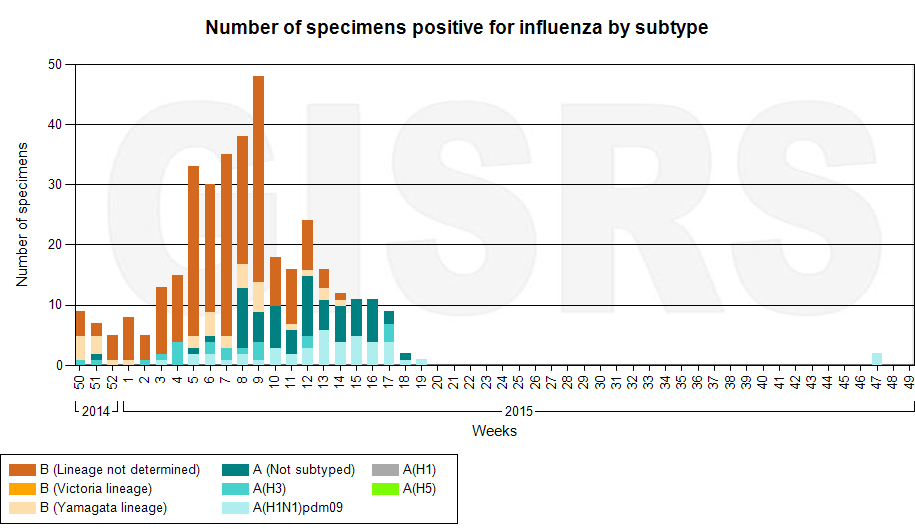 Number of specimens positive for influenza by subtype
GISRS
Number of specimens
50
40
30
20
10
0
50 51 52 1 2 3 4 5 6 7 8 9 10 11 12 13 14 15 16 17 18 19 20 21 22 23 24 25 26 27 28 29 30 31 32 33 34 35 36 37 38 39 40 41 42 43 44 45 46 47 48 49
2014 2015
Weeks
B (Lineage not determined) A (Not subtyped) A(H1)
B (Victoria lineage) A(H3) A(H5)
B (Yamagata lineage) A(H1N1)pdm09